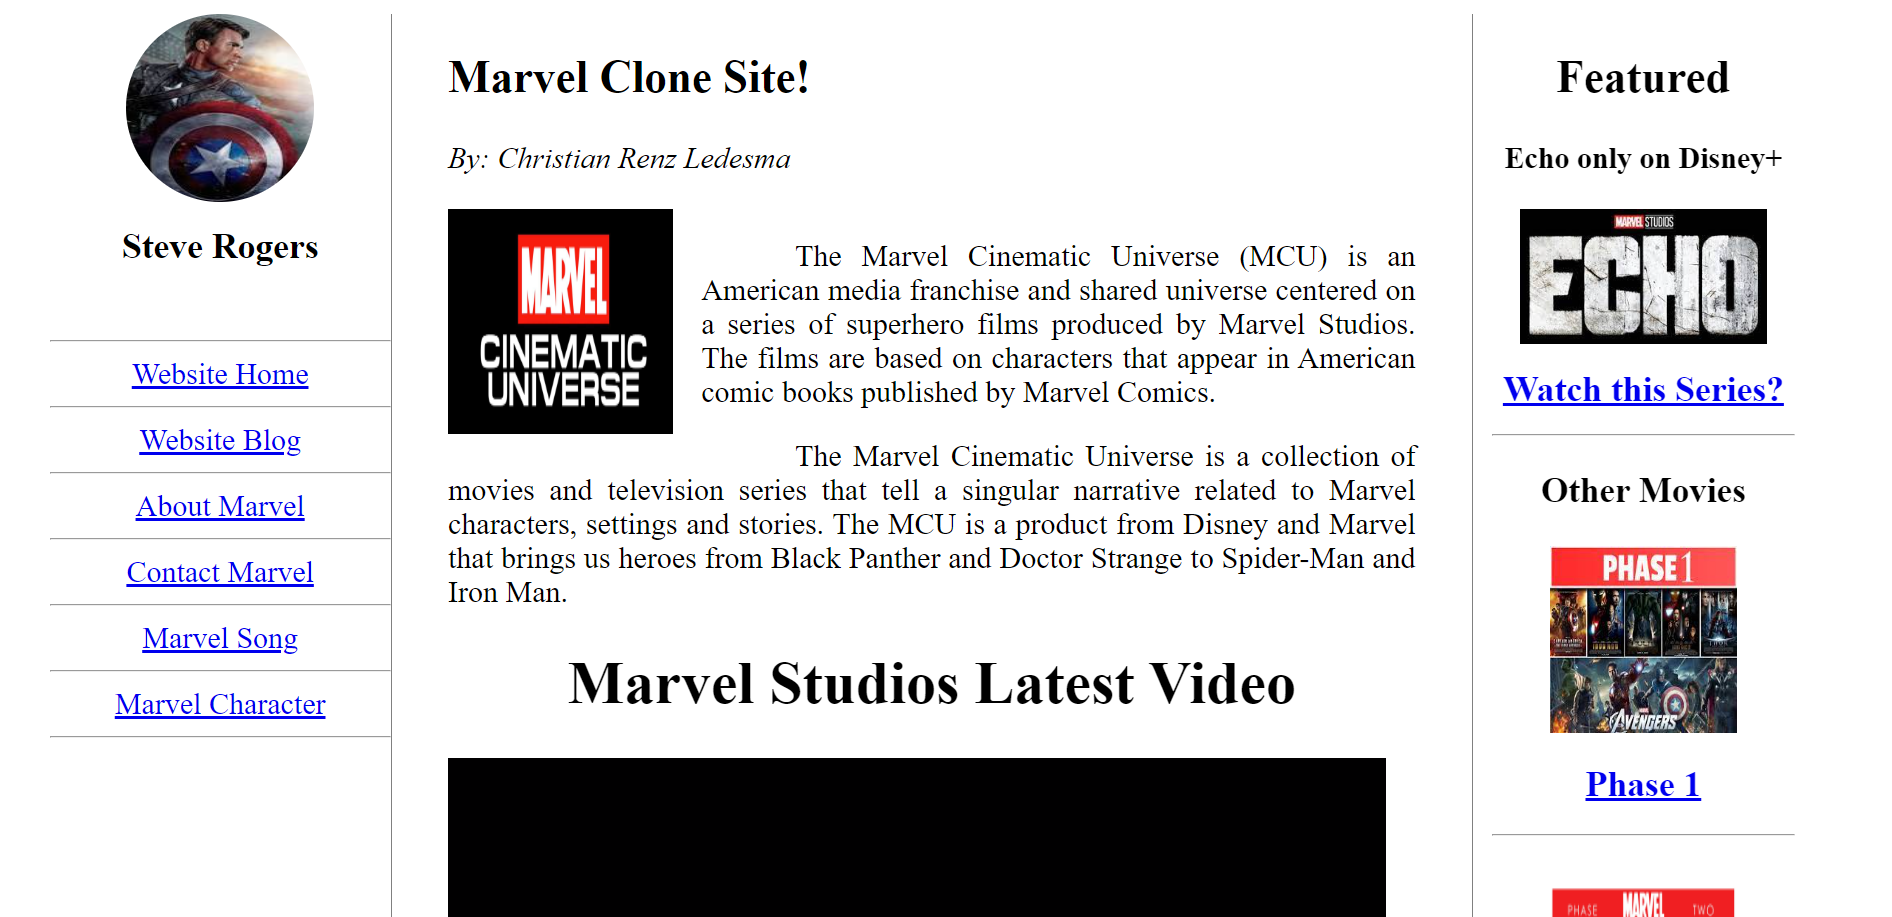 Steve Rogers
Website Home
Website Blog
About Marvel
Contact Marvel
Marvel Song
Marvel Character
Marvel Clone Site!
By: Christian Renz Ledesma
MARVEL
CINEMATIC
UNIVERSE
The Marvel Cinematic Universe (MCU) is an
American media franchise and shared universe centered on
a series of superhero films produced by Marvel Studios.
The films are based on characters that appear in American
comic books published by Marvel Comics.
The Marvel Cinematic Universe is a collection of
movies and television series that tell a singular narrative related to Marvel
characters, settings and stories. The MCU is a product from Disney and Marvel
that brings us heroes from Black Panther and Doctor Strange to Spider-Man and
Iron Man.
Marvel Studios Latest Video
Featured
Echo only on Disney+
MARVEL STUDIOS
ECHO
Watch this Series?
Other Movies
PHASE 1
AVENGERS
Phase 1
PHASE MARVEL TWO